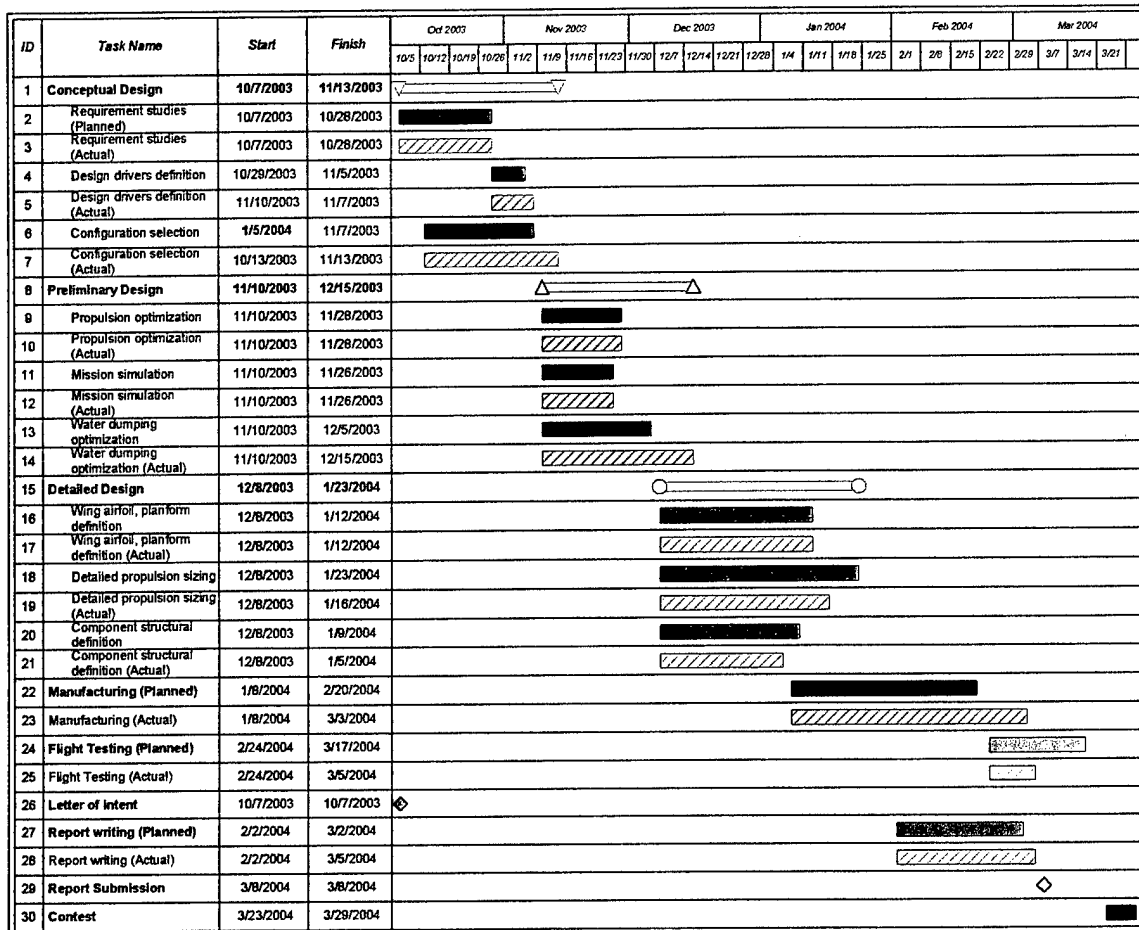 ID Task Name Start Finish Oct 2003 Nov 2003 Dec 2003 Jan 2004 Feb 2004 Mar 2004
10/5 10/12 10/19 10/26 11/2 11/9 11/16 11/23 11/30 12/7 12/14 12/21 12/28 1/4 1/11 1/18 1/25 2/1 2/8 2/15 2/22 2/29 3/7 3/14 3/21
1 Conceptual Design 10/7/2003 11/13/2003
2 Requirement studies (Planned) 10/7/2003 10/28/2003
3 Requirement studies (Actual) 10/7/2003 10/28/2003
4 Design drivers definition 10/29/2003 11/5/2003
5 Design drivers definition (Actual) 11/10/2003 11/7/2003
6 Configuration selection 1/5/2004 11/7/2003
7 Configuration selection (Actual) 10/13/2003 11/13/2003
8 Preliminary Design 11/10/2003 12/15/2003
9 Propulsion optimization 11/10/2003 11/28/2003
10 Propulsion optimization (Actual) 11/10/2003 11/28/2003
11 Mission simulation 11/10/2003 11/26/2003
12 Mission simulation (Actual) 11/10/2003 11/26/2003
13 Water dumping optimization 11/10/2003 12/5/2003
14 Water dumping optimization (Actual) 11/10/2003 12/15/2003
15 Detailed Design 12/8/2003 1/23/2004
16 Wing airfoil, planform definition 12/8/2003 1/12/2004
17 Wing airfoil, planform definition (Actual) 12/8/2003 1/12/2004
18 Detailed propulsion sizing 12/8/2003 1/23/2004
19 Detailed propulsion sizing (Actual) 12/8/2003 1/16/2004
20 Component structural definition 12/8/2003 1/9/2004
21 Component structural definition (Actual) 12/8/2003 1/5/2004
22 Manufacturing (Planned) 1/8/2004 2/20/2004
23 Manufacturing (Actual) 1/8/2004 3/3/2004
24 Flight Testing (Planned) 2/24/2004 3/17/2004
25 Flight Testing (Actual) 2/24/2004 3/5/2004
26 Letter of intent 10/7/2003 10/7/2003
27 Report writing (Planned) 2/2/2004 3/2/2004
28 Report writing (Actual) 2/2/2004 3/5/2004
29 Report Submission 3/8/2004 3/8/2004
30 Contest 3/23/2004 3/29/2004